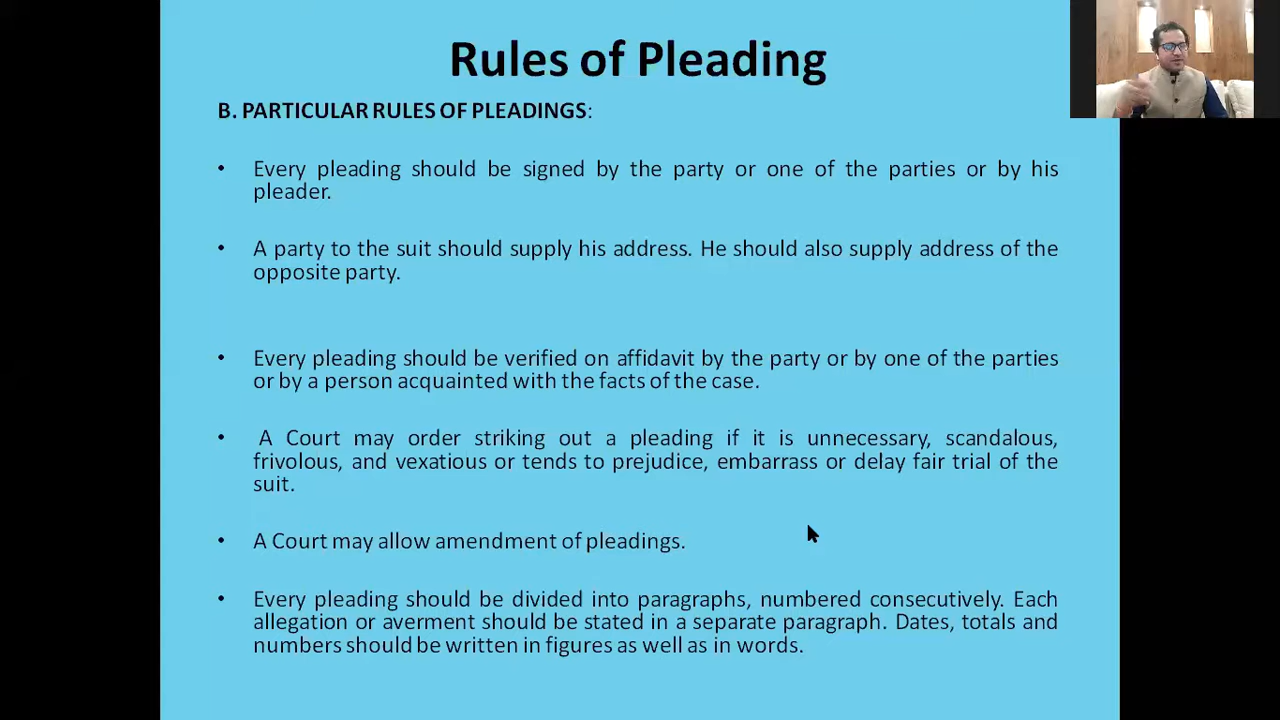 Rules of Pleading
B. PARTICULAR RULES OF PLEADINGS:
• Every pleading should be signed by the party or one of the parties or by his
pleader.
• A party to the suit should supply his address. He should also supply address of the
opposite party.
• Every pleading should be verified on affidavit by the party or by one of the parties
or by a person acquainted with the facts of the case.
• A Court may order striking out a pleading if it is unnecessary, scandalous,
frivolous, and vexatious or tends to prejudice, embarrass or delay fair trial of the
suit.
• A Court may allow amendment of pleadings.
• Every pleading should be divided into paragraphs, numbered consecutively. Each
allegation or averment should be stated in a separate paragraph. Dates, totals and
numbers should be written in figures as well as in words.